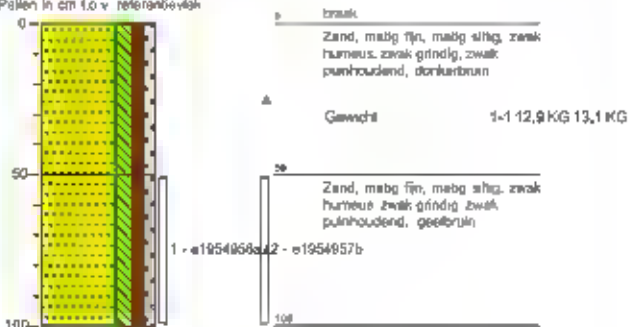 Peilen in cm t.o.v. referentievlak
0
0
braak
Zand, matig fijn, matig siltig, zwak
humeus, zwak grindig, zwak
puinhoudend, donkerbruin
Gewicht 1-1 12,9 KG 13,1 KG
50
50
Zand, matig fijn, matig siltig, zwak
humeus, zwak grindig, zwak
puinhoudend, geelbruin
1 - e1954956a 2 - e1954957b
100
100